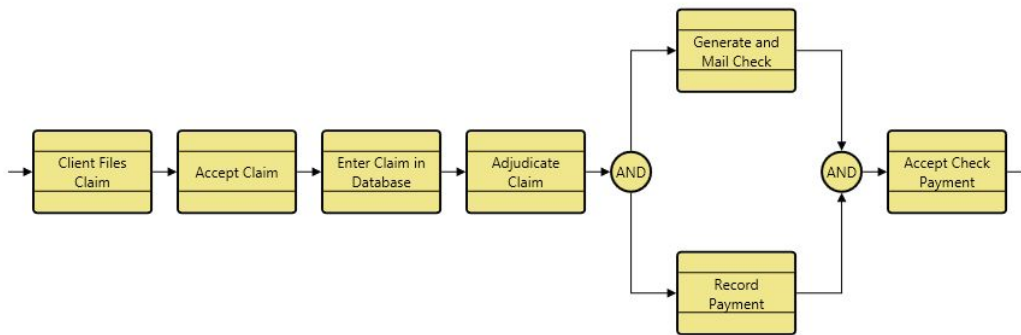 Client Files
Claim
Accept Claim
Enter Claim in
Database
Adjudicate
Claim
AND
Generate and
Mail Check
Record
Payment
AND
Accept Check
Payment